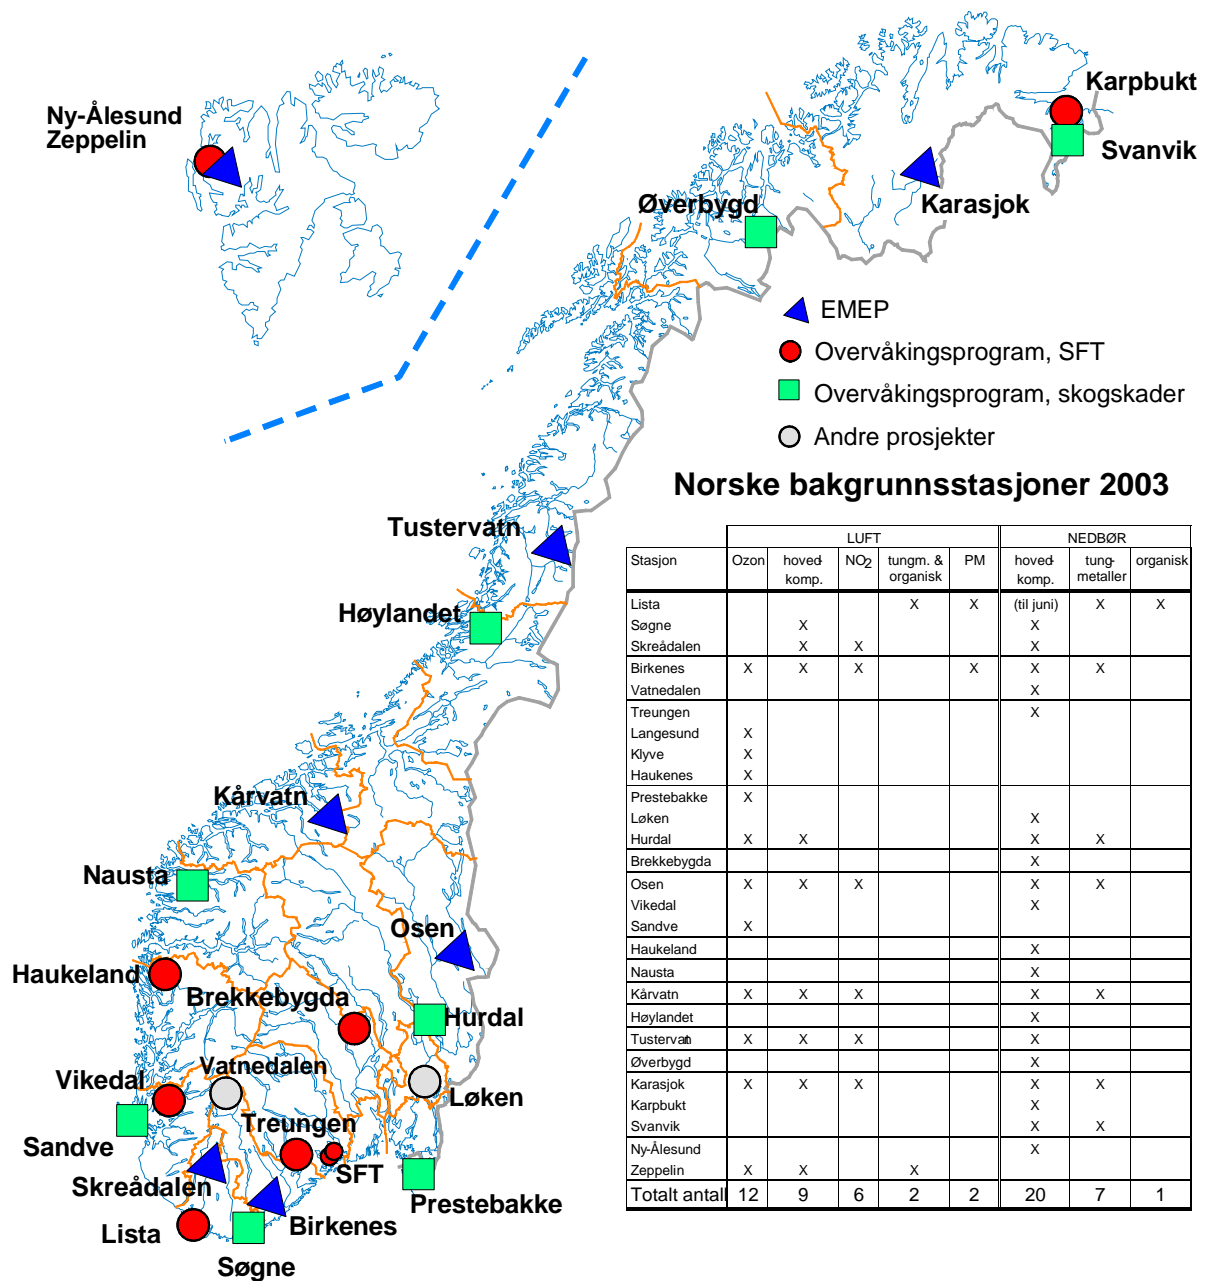 Ny-Ålesund
Zeppelin
Karpbukt
Svanvik
Karasjok
Øverbygd
EMEP
Overvåkingsprogram, SFT
Overvåkingsprogram, skogskader
Andre prosjekter
Norske bakgrunnsstasjoner 2003
Tustervatn
Høylandet
Kårvatn
Nausta
Osen
Haukeland
Brekkebygda
Hurdal
Vatnedalen
Vikedal
Løken
Treungen
Sandve
SFT
Skreådalen
Prestebakke
Birkenes
Lista
Søgne
LUFT NEDBØR
Stasjon Ozon hoved- NO2 tungm. & PM hoved- tung- organisk
komp. organisk komp. metaller
Lista X X (til juni) X X
Søgne X X
Skreådalen X X X
Birkenes X X X X X X
Vatnedalen X
Treungen X
Langesund X
Klyve X
Haukenes X
Prestebakke X
Løken X
Hurdal X X X X
Brekkebygda X
Osen X X X X X
Vikedal X
Sandve X
Haukeland X
Nausta X
Kårvatn X X X X X
Høylandet X
Tustervatn X X X X
Øverbygd X
Karasjok X X X X X
Karpbukt X
Svanvik X X
Ny-Ålesund X
Zeppelin X X X
Totalt antall 12 9 6 2 2 20 7 1